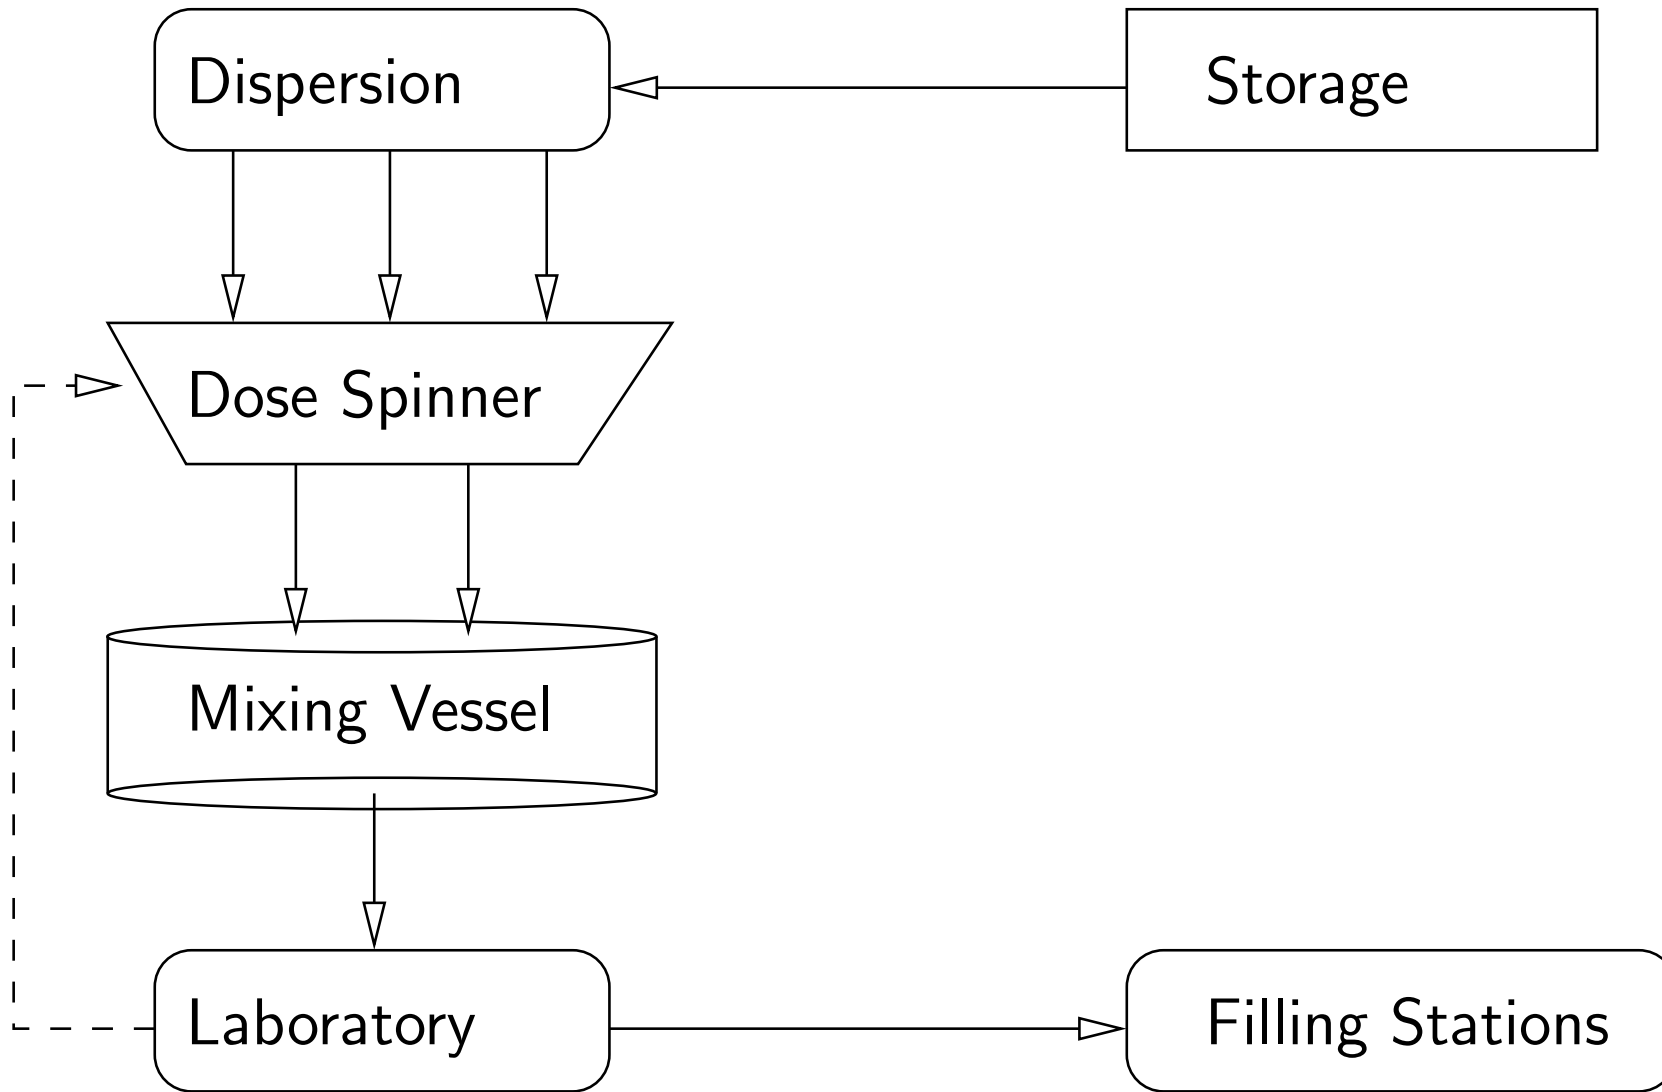 Dispersion
Storage
Dose Spinner
Mixing Vessel
Laboratory
Filling Stations